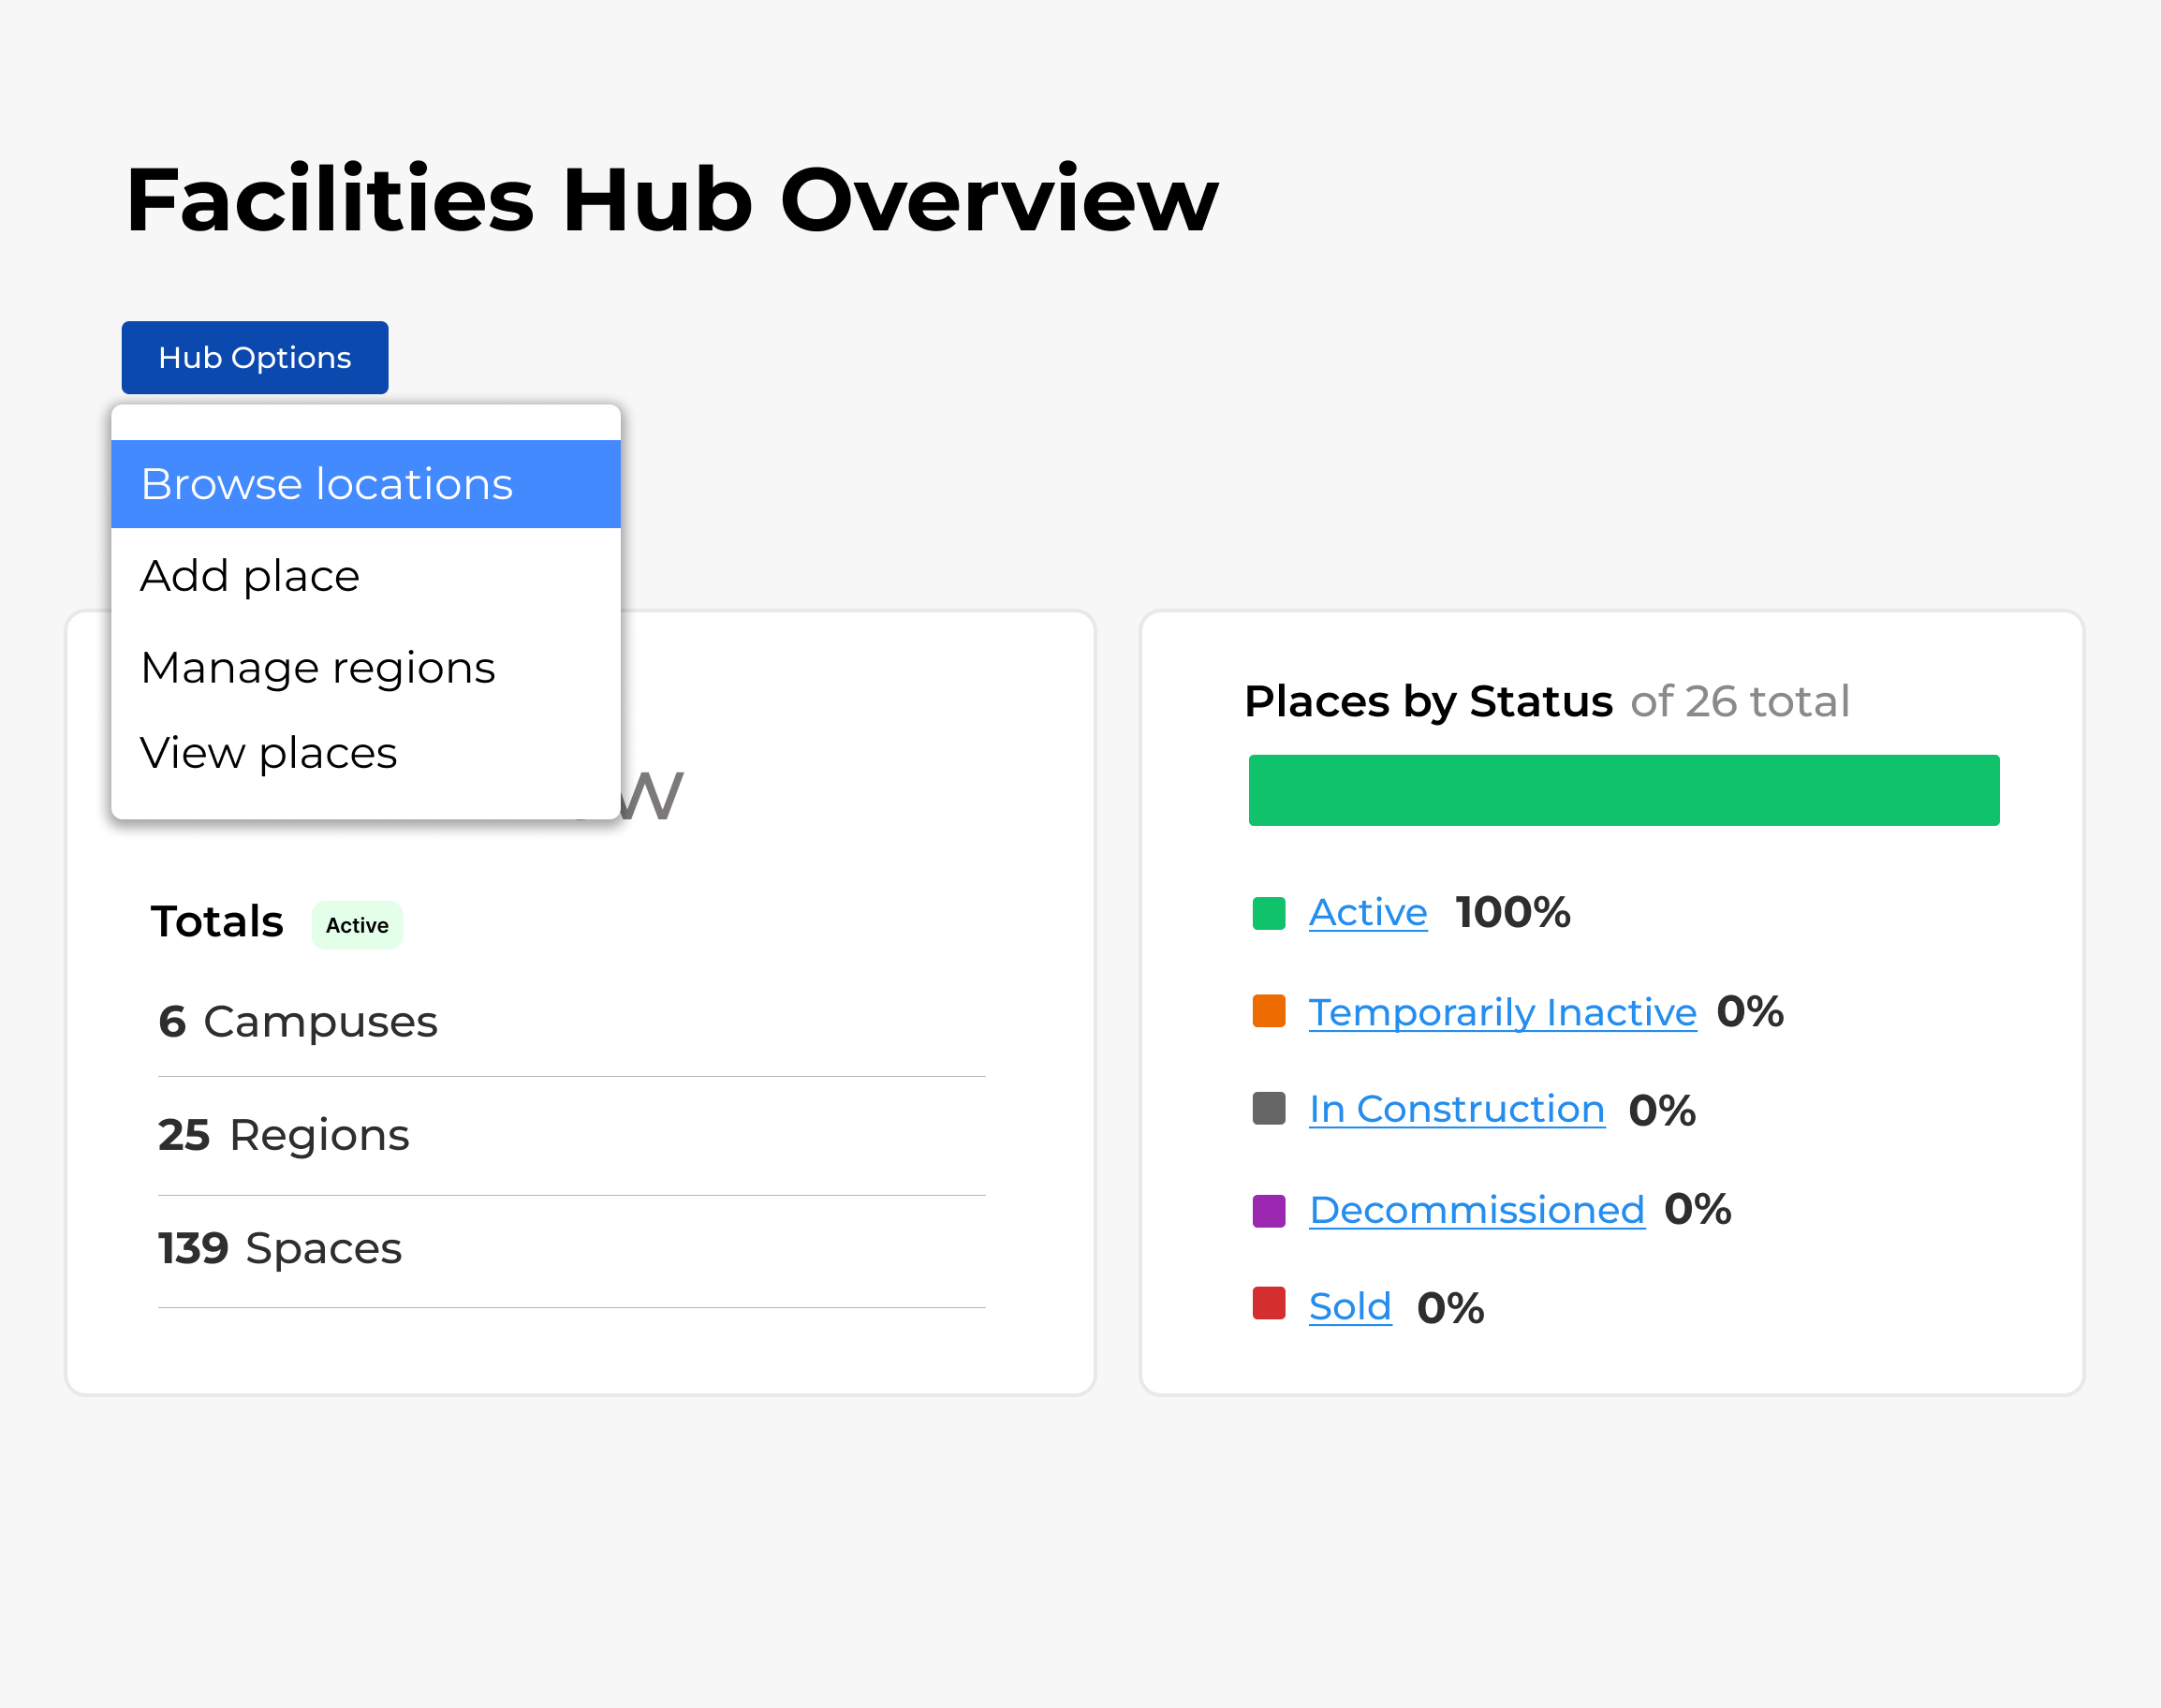 Facilities Hub Overview
Hub Options
Browse locations
Add place
Manage regions
View places
Totals Active
6 Campuses
25 Regions
139 Spaces
Places by Status of 26 total
Active 100%
Temporarily Inactive 0%
In Construction 0%
Decommissioned 0%
Sold 0%